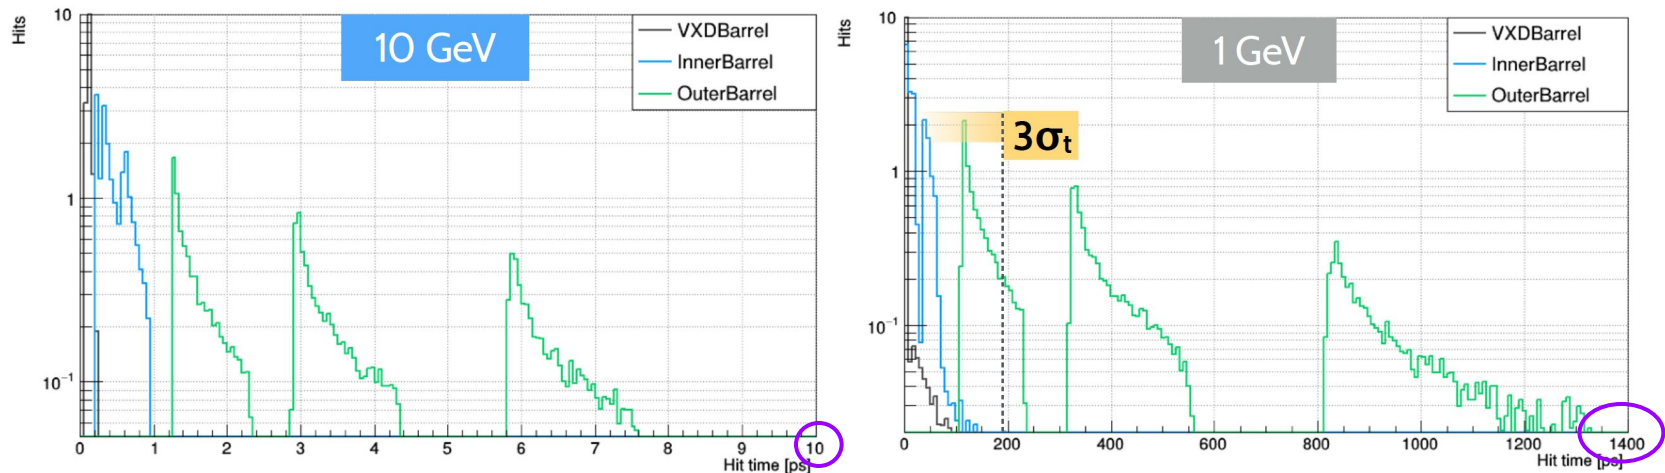 Hits
10
1
10⁻¹
10 GeV
VXDBarrel
InnerBarrel
OuterBarrel
0 1 2 3 4 5 6 7 8 9 10
Hit time [ps]
Hits
10
1
10⁻¹
1 GeV
VXDBarrel
InnerBarrel
OuterBarrel
3σₜ
0 200 400 600 800 1000 1200 1400
Hit time [ps]